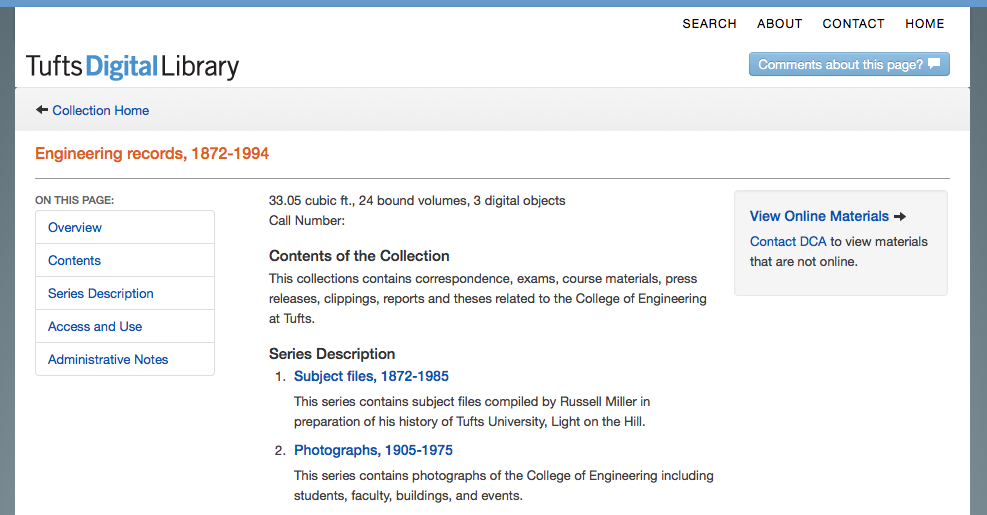 SEARCH ABOUT CONTACT HOME
Tufts Digital Library
Comments about this page?
Collection Home
Engineering records, 1872-1994
ON THIS PAGE:
Overview
Contents
Series Description
Access and Use
Administrative Notes
33.05 cubic ft., 24 bound volumes, 3 digital objects
Call Number:
Contents of the Collection
This collections contains correspondence, exams, course materials, press
releases, clippings, reports and theses related to the College of Engineering
at Tufts.
Series Description
1. Subject files, 1872-1985
This series contains subject files compiled by Russell Miller in
preparation of his history of Tufts University, Light on the Hill.
2. Photographs, 1905-1975
This series contains photographs of the College of Engineering including
students, faculty, buildings, and events.
View Online Materials
Contact DCA to view materials
that are not online.